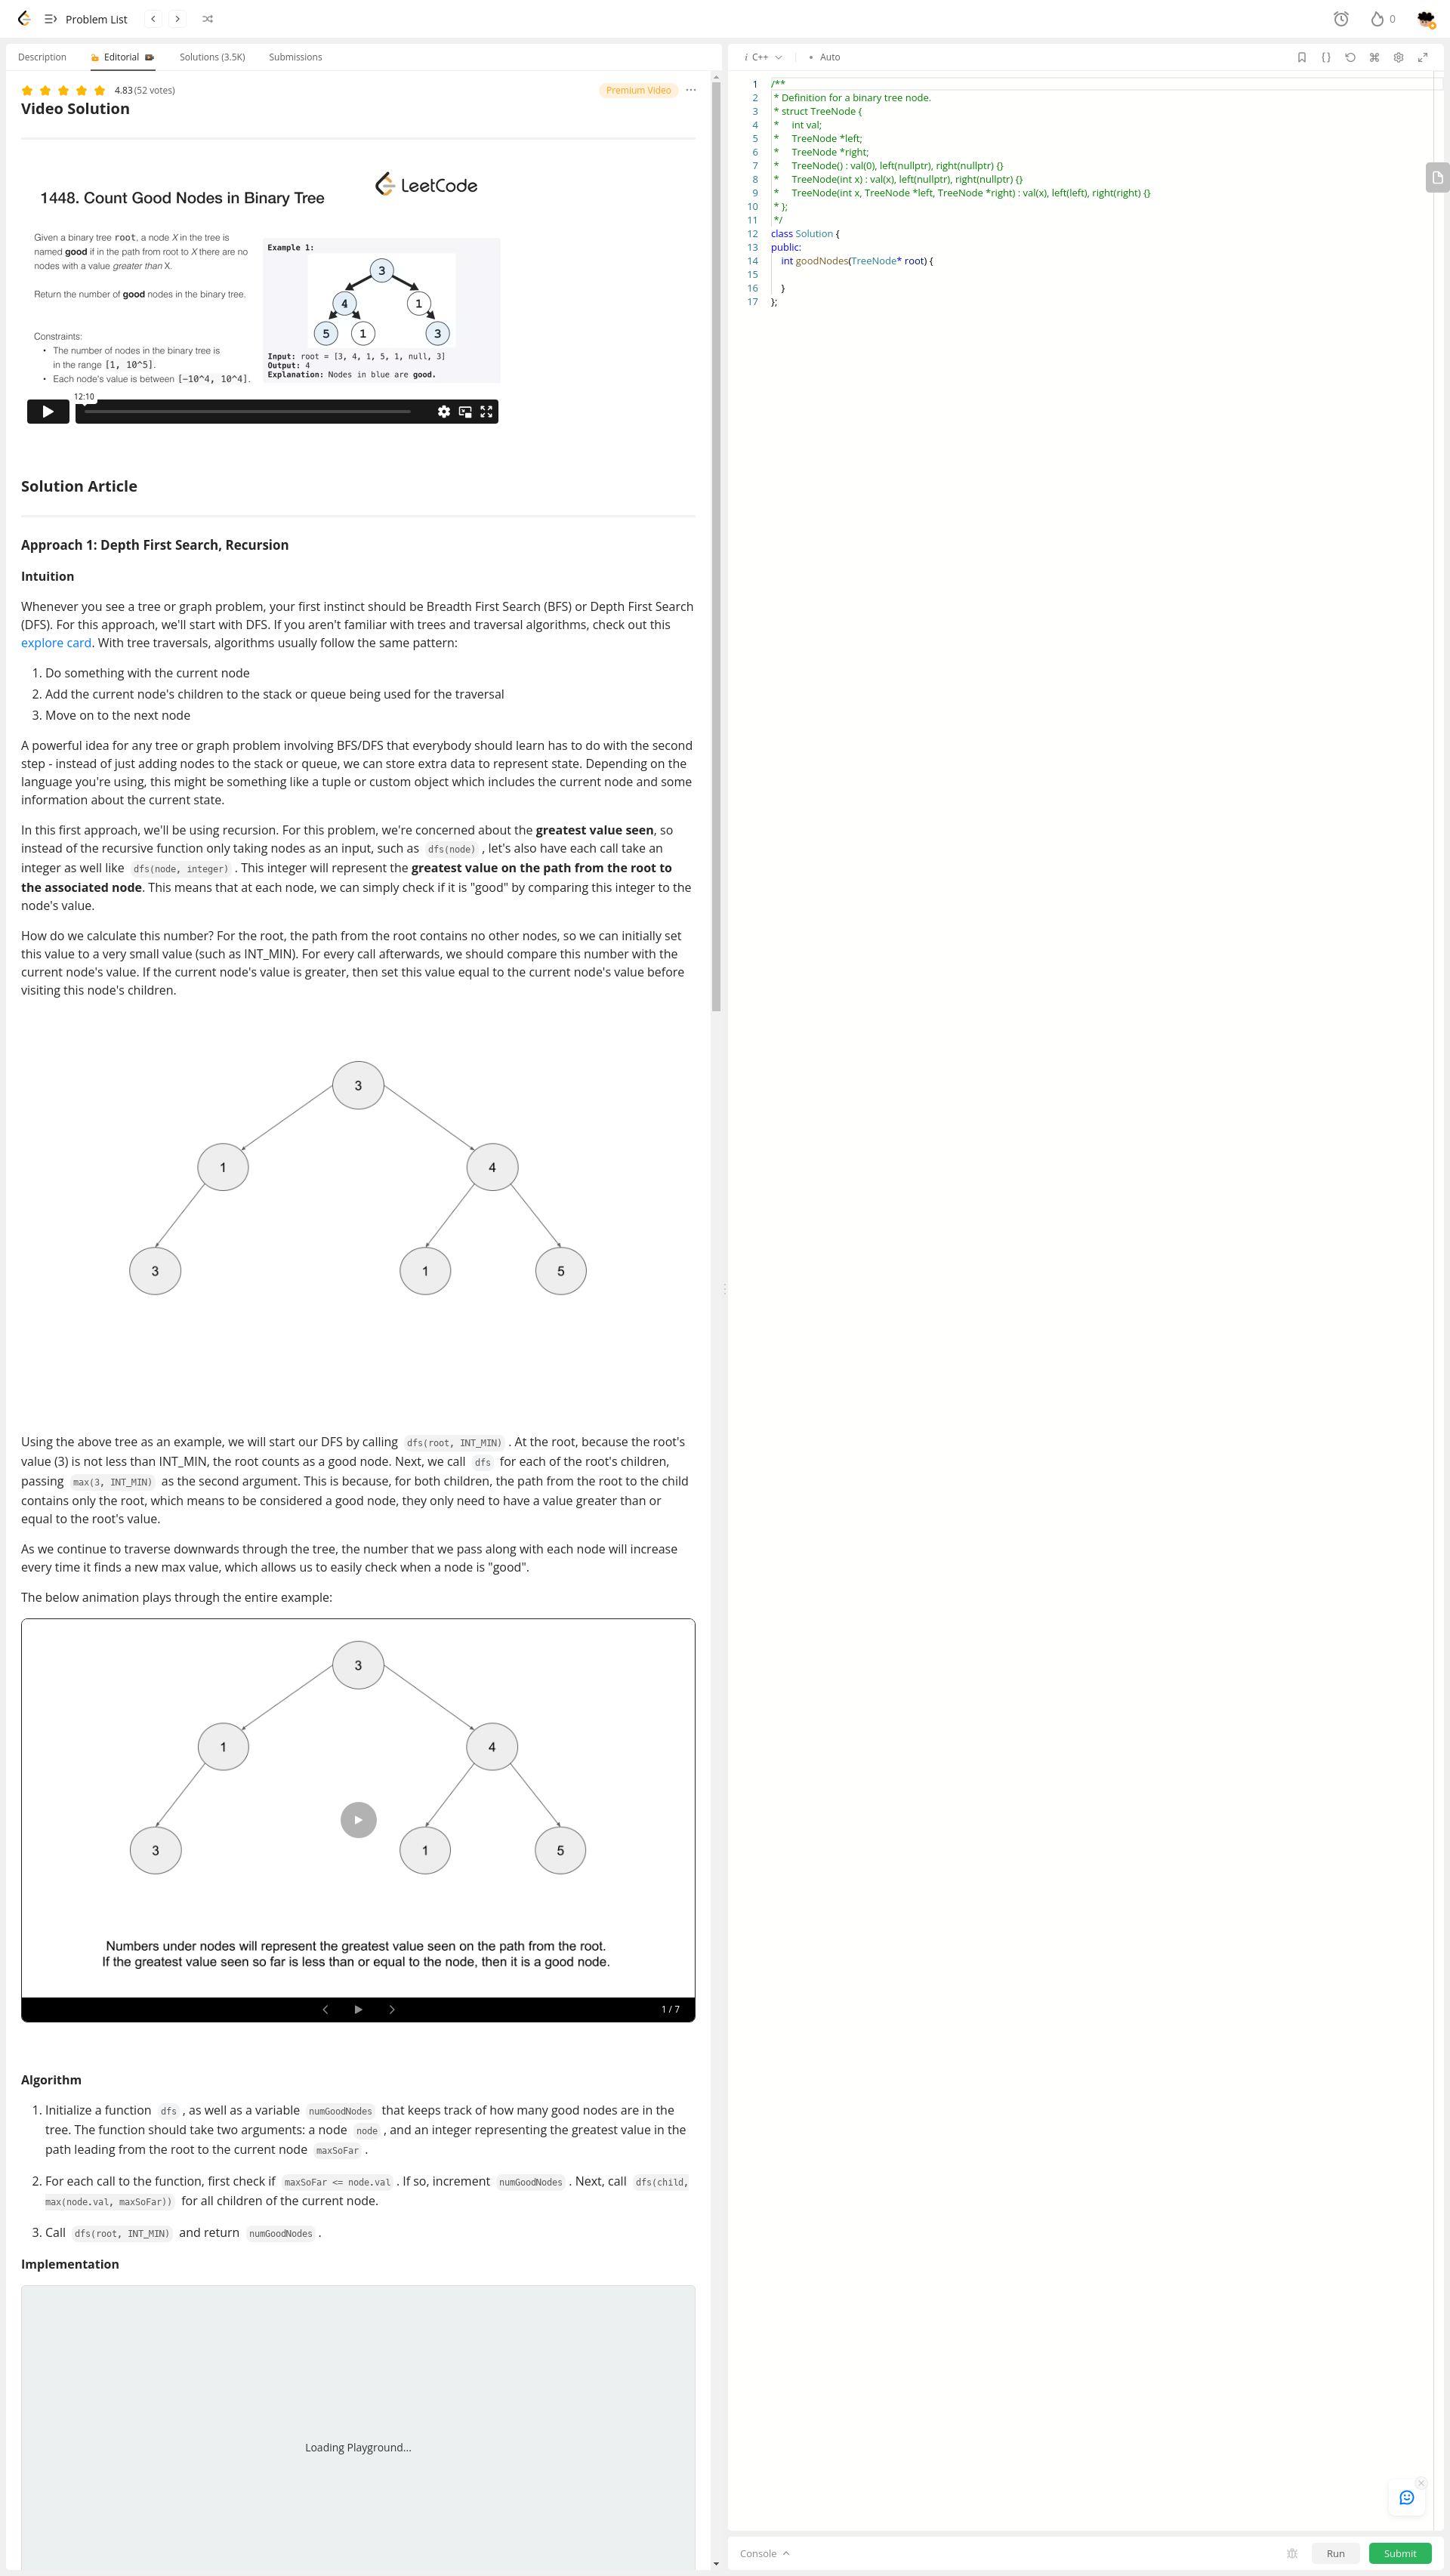 Problem List
0
Description
Editorial
Solutions (3.5K)
Submissions
4.83 (52 votes)
Premium Video
Video Solution
LeetCode
1448. Count Good Nodes in Binary Tree
Given a binary tree root, a node X in the tree is
named good if in the path from root to X there are no
nodes with a value greater than X.
Return the number of good nodes in the binary tree.
Constraints:
• The number of nodes in the binary tree is
in the range [1, 10^5].
• Each node's value is between [-10^4, 10^4].
Example 1:
3
4
1
5
1
3
Input: root = [3, 4, 1, 5, 1, null, 3]
Output: 4
Explanation: Nodes in blue are good.
12:10
Solution Article
Approach 1: Depth First Search, Recursion
Intuition
Whenever you see a tree or graph problem, your first instinct should be Breadth First Search (BFS) or Depth First Search
(DFS). For this approach, we'll start with DFS. If you aren't familiar with trees and traversal algorithms, check out this
explore card. With tree traversals, algorithms usually follow the same pattern:
1. Do something with the current node
2. Add the current node's children to the stack or queue being used for the traversal
3. Move on to the next node
A powerful idea for any tree or graph problem involving BFS/DFS that everybody should learn has to do with the second
step - instead of just adding nodes to the stack or queue, we can store extra data to represent state. Depending on the
language you're using, this might be something like a tuple or custom object which includes the current node and some
information about the current state.
In this first approach, we'll be using recursion. For this problem, we're concerned about the greatest value seen, so
instead of the recursive function only taking nodes as an input, such as dfs(node) , let's also have each call take an
integer as well like dfs(node, integer) . This integer will represent the greatest value on the path from the root to
the associated node. This means that at each node, we can simply check if it is "good" by comparing this integer to the
node's value.
How do we calculate this number? For the root, the path from the root contains no other nodes, so we can initially set
this value to a very small value (such as INT_MIN). For every call afterwards, we should compare this number with the
current node's value. If the current node's value is greater, then set this value equal to the current node's value before
visiting this node's children.
3
1
4
3
1
5
Using the above tree as an example, we will start our DFS by calling dfs(root, INT_MIN) . At the root, because the root's
value (3) is not less than INT_MIN, the root counts as a good node. Next, we call dfs for each of the root's children,
passing max(3, INT_MIN) as the second argument. This is because, for both children, the path from the root to the child
contains only the root, which means to be considered a good node, they only need to have a value greater than or
equal to the root's value.
As we continue to traverse downwards through the tree, the number that we pass along with each node will increase
every time it finds a new max value, which allows us to easily check when a node is "good".
The below animation plays through the entire example:
3
1
4
3
1
5
Numbers under nodes will represent the greatest value seen on the path from the root.
If the greatest value seen so far is less than or equal to the node, then it is a good node.
1 / 7
Algorithm
1. Initialize a function dfs , as well as a variable numGoodNodes that keeps track of how many good nodes are in the
tree. The function should take two arguments: a node node , and an integer representing the greatest value in the
path leading from the root to the current node maxSoFar .
2. For each call to the function, first check if maxSoFar <= node.val . If so, increment numGoodNodes . Next, call dfs(child,
max(node.val, maxSoFar)) for all children of the current node.
3. Call dfs(root, INT_MIN) and return numGoodNodes .
Implementation
Loading Playground...
i C++
• Auto
1 /**
2 * Definition for a binary tree node.
3 * struct TreeNode {
4 * int val;
5 * TreeNode *left;
6 * TreeNode *right;
7 * TreeNode() : val(0), left(nullptr), right(nullptr) {}
8 * TreeNode(int x) : val(x), left(nullptr), right(nullptr) {}
9 * TreeNode(int x, TreeNode *left, TreeNode *right) : val(x), left(left), right(right) {}
10 * };
11 */
12 class Solution {
13 public:
14 int goodNodes(TreeNode* root) {
15
16 }
17 };
Console
Run
Submit